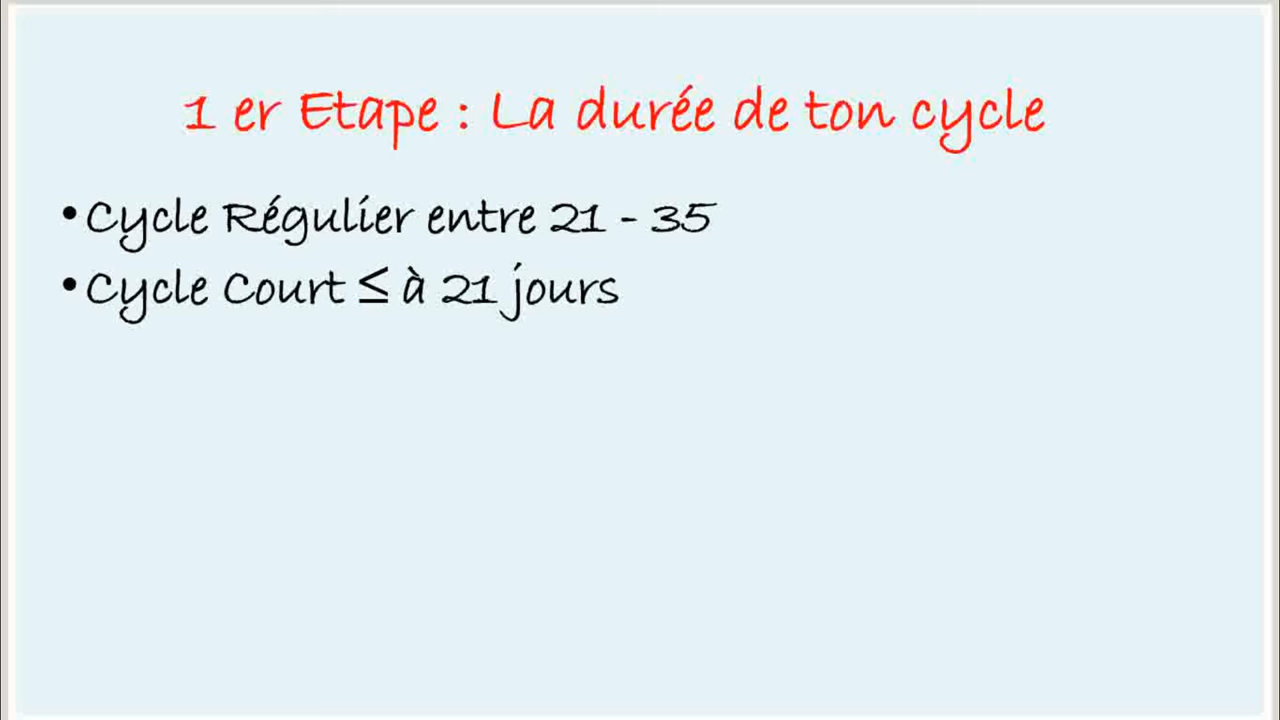 1 er Etape : La durée de ton cycle
• Cycle Régulier entre 21 - 35
• Cycle Court ≤ à 21 jours